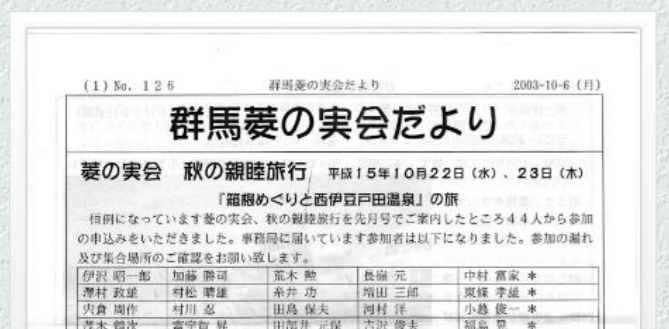 (1) No. 126 群馬菱の実会だより 2003-10-6 (月)
群馬菱の実会だより
菱の実会 秋の親睦旅行 平成15年10月22日(水)、23日(木)
『箱根めぐりと西伊豆戸田温泉』の旅
恒例になっています菱の実会、秋の親睦旅行を先月号でご案内したところ44人から参加
の申込みをいただきました。事務局に届いています参加者は以下になりました。参加の漏れ
及び集合場所のご確認をお願い致します。
伊沢 昭一郎 加藤 勝司 荒木 勲 長嶺 元 中村 富家 *
澤村 政雄 村松 晴雄 糸井 功 増田 三郎 東條 孝雄 *
宍倉 周作 村川 忍 田島 保夫 河村 洋 小暮 俊一 *